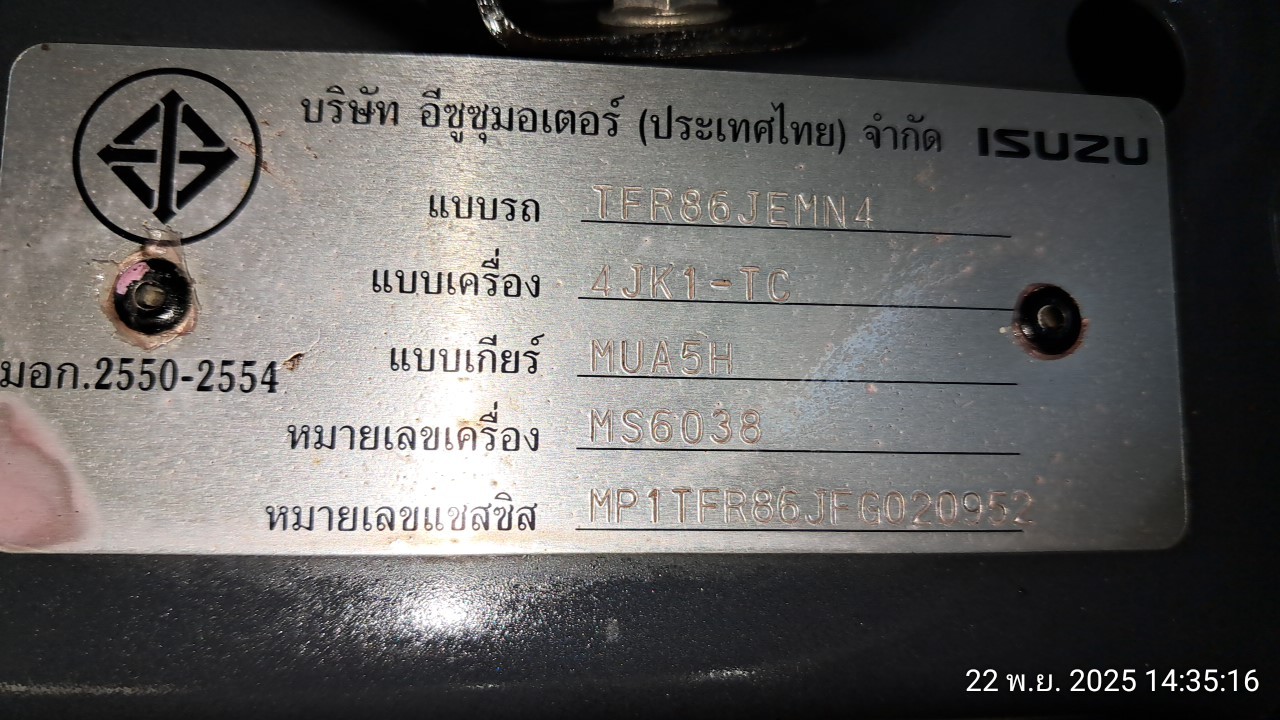 บริษัท อีซูซุมอเตอร์ (ประเทศไทย) จำกัด ISUZU
แบบรถ TFR86JEMN4
แบบเครื่อง 4JK1-TC
มอก.2550-2554
แบบเกียร์ MUA5H
หมายเลขเครื่อง MS6038
หมายเลขแชสซิส MP1TFR86JFG020952
22 พ.ย. 2025 14:35:16